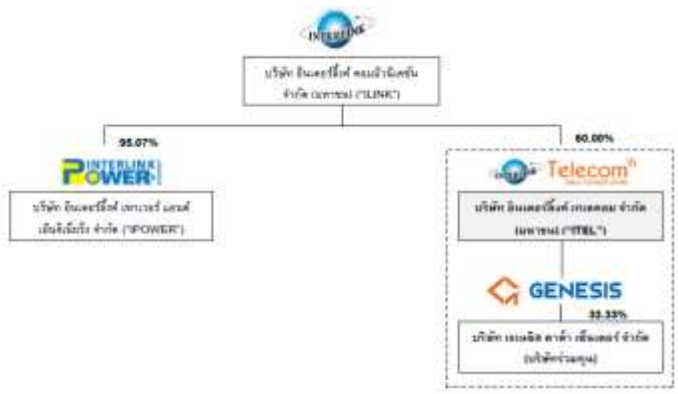 INTERLINK
บริษัท อินเตอร์ลิ้งค์ คอมมิวนิเคชั่น
จำกัด (มหาชน) ("ILINK")
95.07%
60.00%
INTERLINK
POWER
INTERLINK
Telecom
บริษัท อินเตอร์ลิ้งค์ เพาเวอร์ แอนด์
เอ็นจิเนียริ่ง จำกัด ("IPOWER")
บริษัท อินเตอร์ลิ้งค์ เทเลคอม จำกัด
(มหาชน) ("ITEL")
GENESIS
33.33%
บริษัท เจเนซิส ดาต้า เซ็นเตอร์ จำกัด
(บริษัทร่วมทุน)